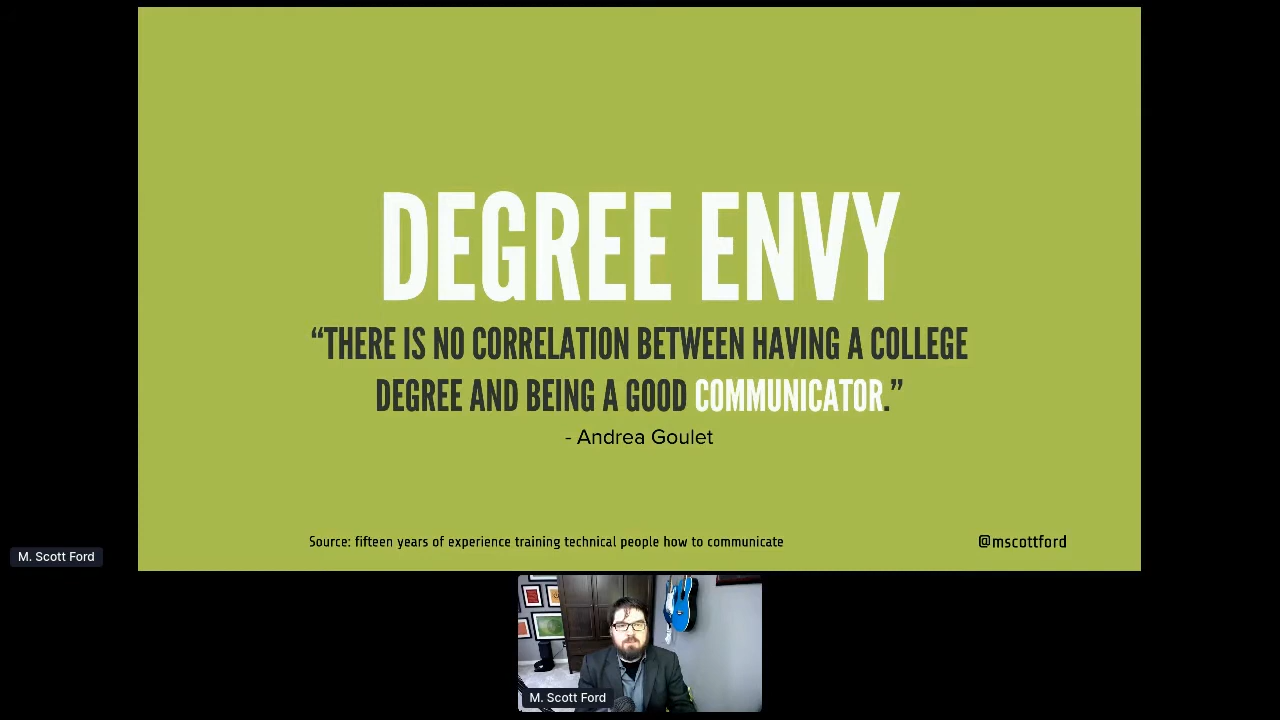 DEGREE ENVY
“THERE IS NO CORRELATION BETWEEN HAVING A COLLEGE
DEGREE AND BEING A GOOD COMMUNICATOR.”
- Andrea Goulet
Source: fifteen years of experience training technical people how to communicate
@mscottford
M. Scott Ford
M. Scott Ford